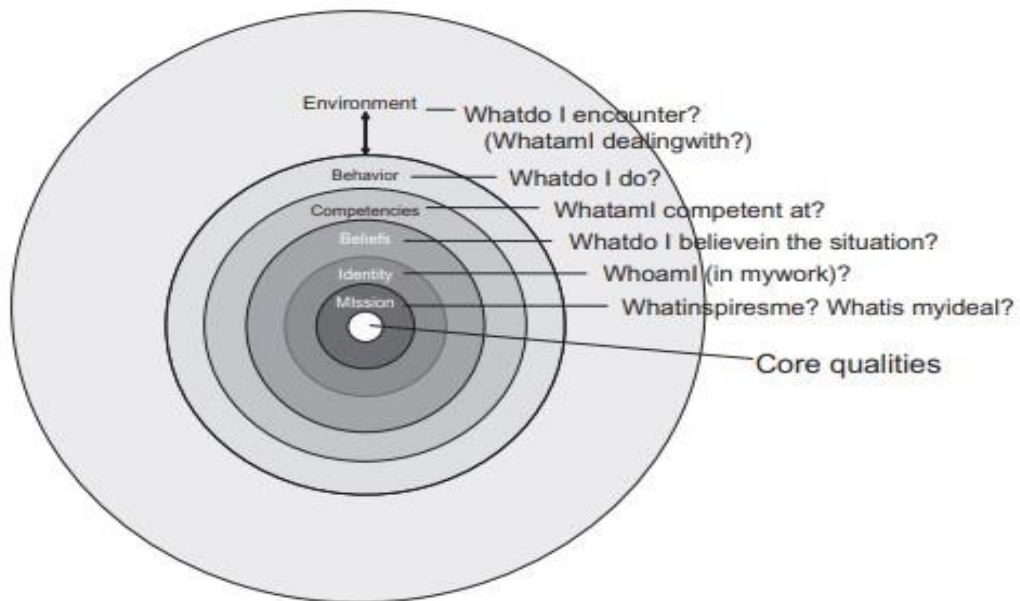 Environment
Whatdo I encounter?
(WhatamI dealingwith?)
Behavior
Whatdo I do?
Competencies
WhatamI competent at?
Beliefs
Whatdo I believein the situation?
Identity
WhoamI (in mywork)?
MIssion
Whatinspiresme? Whatis myideal?
Core qualities